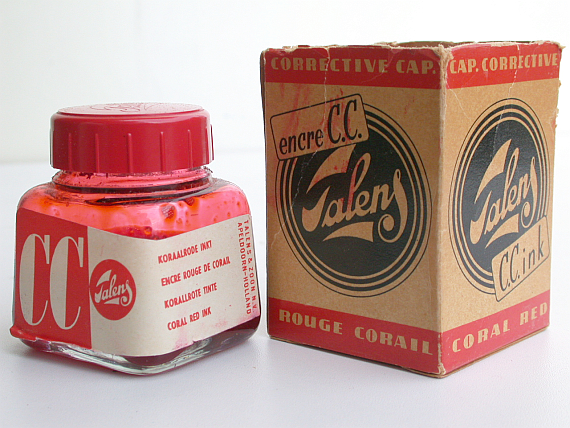 CC
Talens
KORAALRODE INKT
ENCRE ROUGE DE CORAIL
KORALLROTE TINTE
CORAL RED INK
TALENS & ZOON N.V.
APELDOORN-HOLLAND
CORRECTIVE CAP.
encre C.C.
Talens
ROUGE CORAIL
CAP. CORRECTIVE
Talens
C.C. ink
CORAL RED